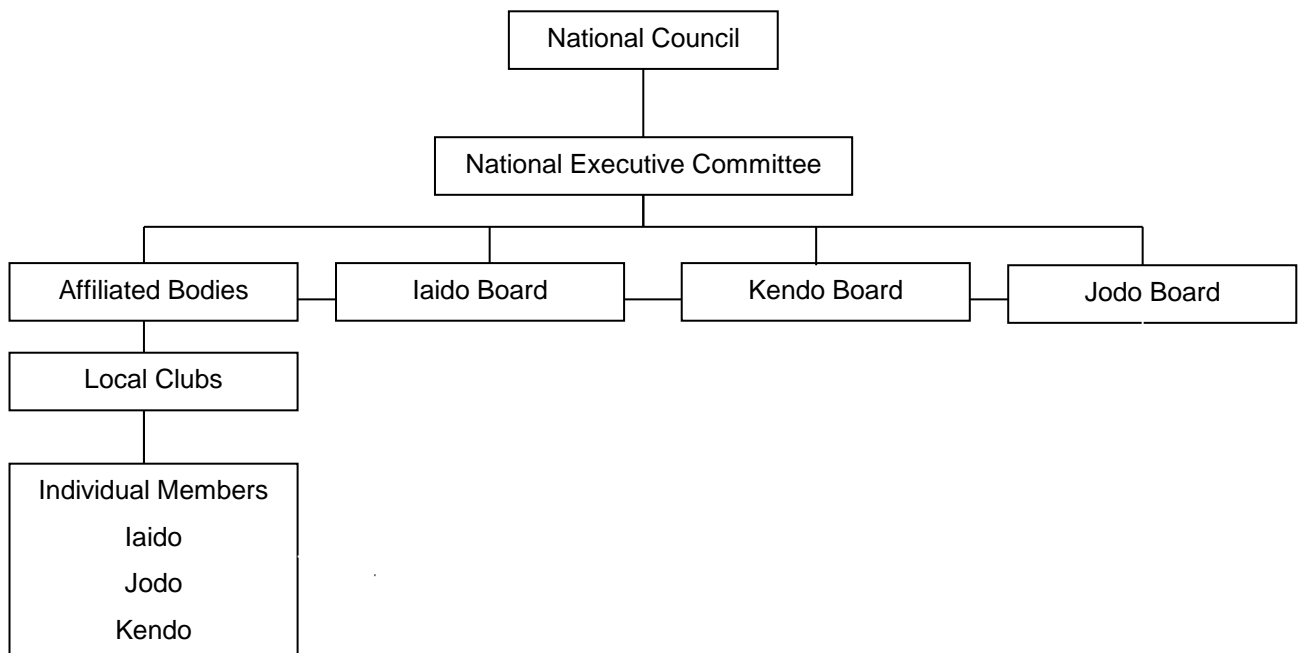 National Council
National Executive Committee
Affiliated Bodies
Iaido Board
Kendo Board
Jodo Board
Local Clubs
Individual Members
Iaido
Jodo
Kendo